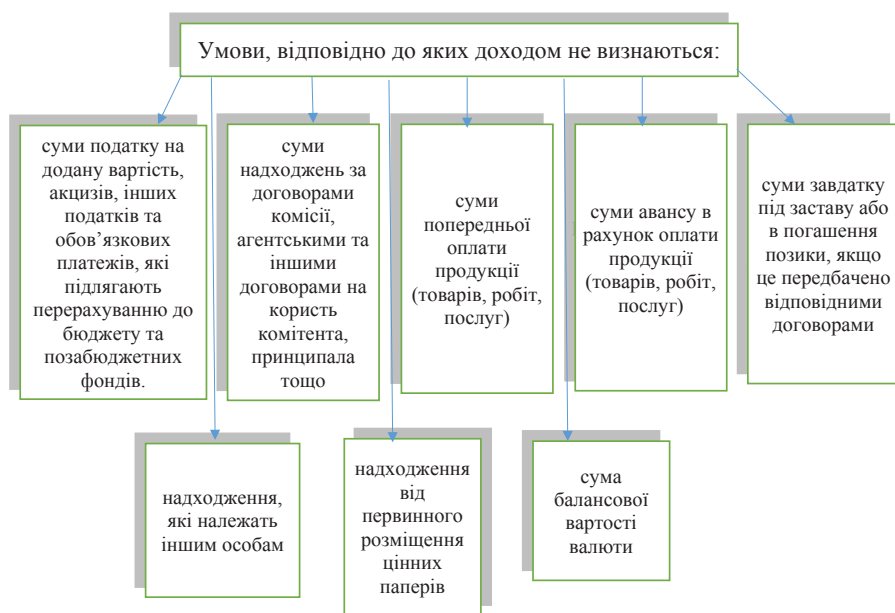 Умови, відповідно до яких доходом не визнаються:
суми податку на
додану вартість,
акцизів, інших
податків та
обов’язкових
платежів, які
підлягають
перерахуванню до
бюджету та
позабюджетних
фондів.
суми
надходжень за
договорами
комісії,
агентськими та
іншими
договорами на
користь
комітента,
принципала
тощо
суми
попередньої
оплати
продукції
(товарів, робіт,
послуг)
суми авансу в
рахунок оплати
продукції
(товарів, робіт,
послуг)
суми завдатку
під заставу або
в погашення
позики, якщо
це передбачено
відповідними
договорами
надходження,
які належать
іншим особам
надходження
від
первинного
розміщення
цінних
паперів
сума
балансової
вартості
валюти